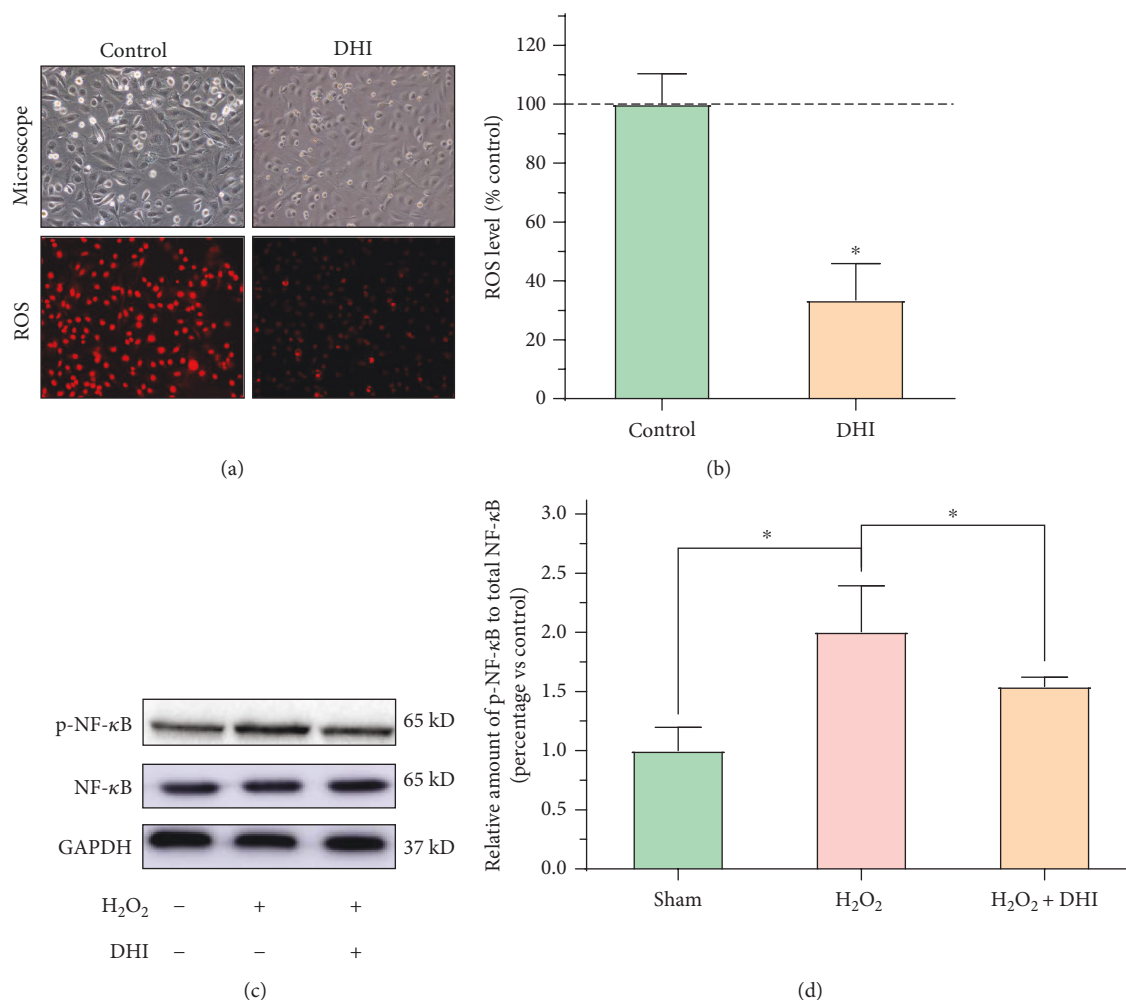 Control
DHI
Microscope
ROS
(a)
ROS level (% control)
120
100
80
60
40
20
0
*
Control
DHI
(b)
p-NF-κB
65 kD
NF-κB
65 kD
GAPDH
37 kD
H₂O₂ − + +
DHI − − +
(c)
Relative amount of p-NF-κB to total NF-κB
(percentage vs control)
3.0
2.5
2.0
1.5
1.0
0.5
0.0
*
*
Sham
H₂O₂
H₂O₂ + DHI
(d)